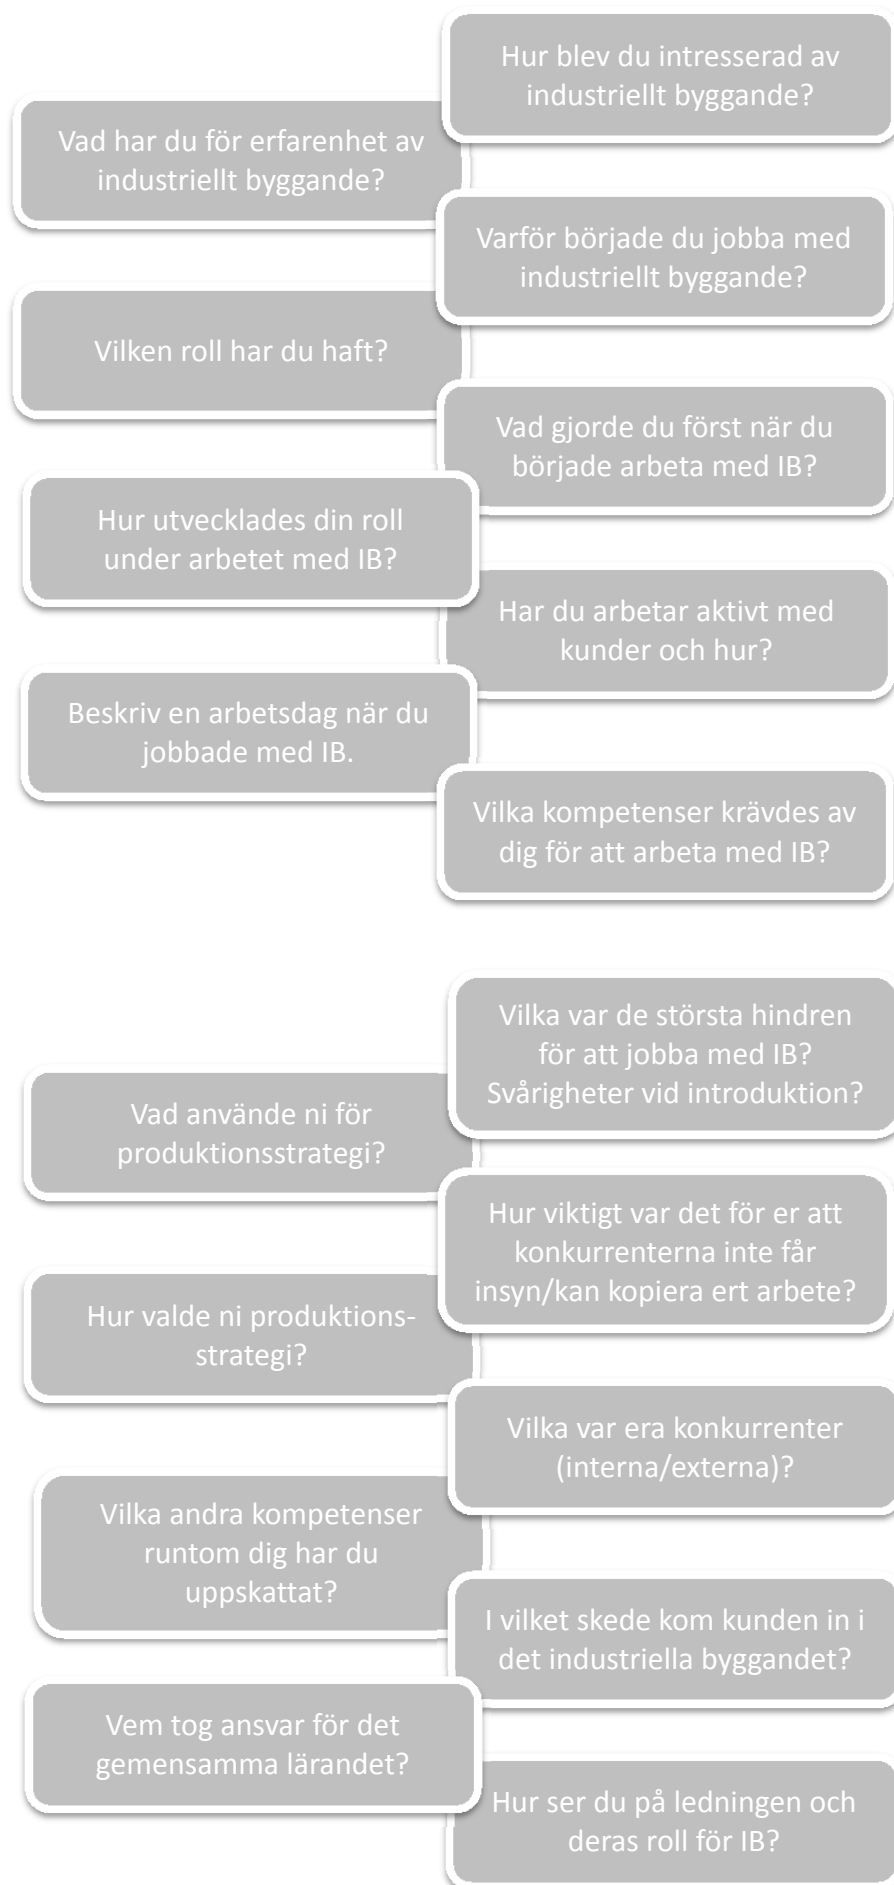 Hur blev du intresserad av
industriellt byggande?
Vad har du för erfarenhet av
industriellt byggande?
Varför började du jobba med
industriellt byggande?
Vilken roll har du haft?
Vad gjorde du först när du
började arbeta med IB?
Hur utvecklades din roll
under arbetet med IB?
Har du arbetar aktivt med
kunder och hur?
Beskriv en arbetsdag när du
jobbade med IB.
Vilka kompetenser krävdes av
dig för att arbeta med IB?
Vilka var de största hindren
för att jobba med IB?
Svårigheter vid introduktion?
Vad använde ni för
produktionsstrategi?
Hur viktigt var det för er att
konkurrenterna inte får
insyn/kan kopiera ert arbete?
Hur valde ni produktions-
strategi?
Vilka var era konkurrenter
(interna/externa)?
Vilka andra kompetenser
runtom dig har du
uppskattat?
I vilket skede kom kunden in i
det industriella byggandet?
Vem tog ansvar för det
gemensamma lärandet?
Hur ser du på ledningen och
deras roll för IB?